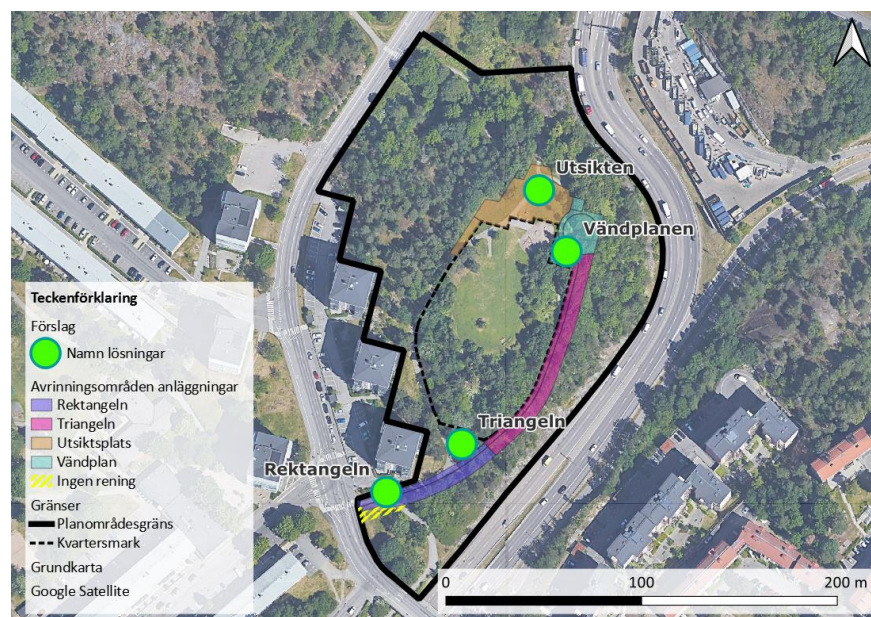 Utsikten
Vändplanen
Triangeln
Rektangeln
Teckenförklaring
Förslag
Namn lösningar
Avrinningsområden anläggningar
Rektangeln
Triangeln
Utsiktsplats
Vändplan
Ingen rening
Gränser
Planområdesgräns
Kvartersmark
Grundkarta
Google Satellite
0 100 200 m